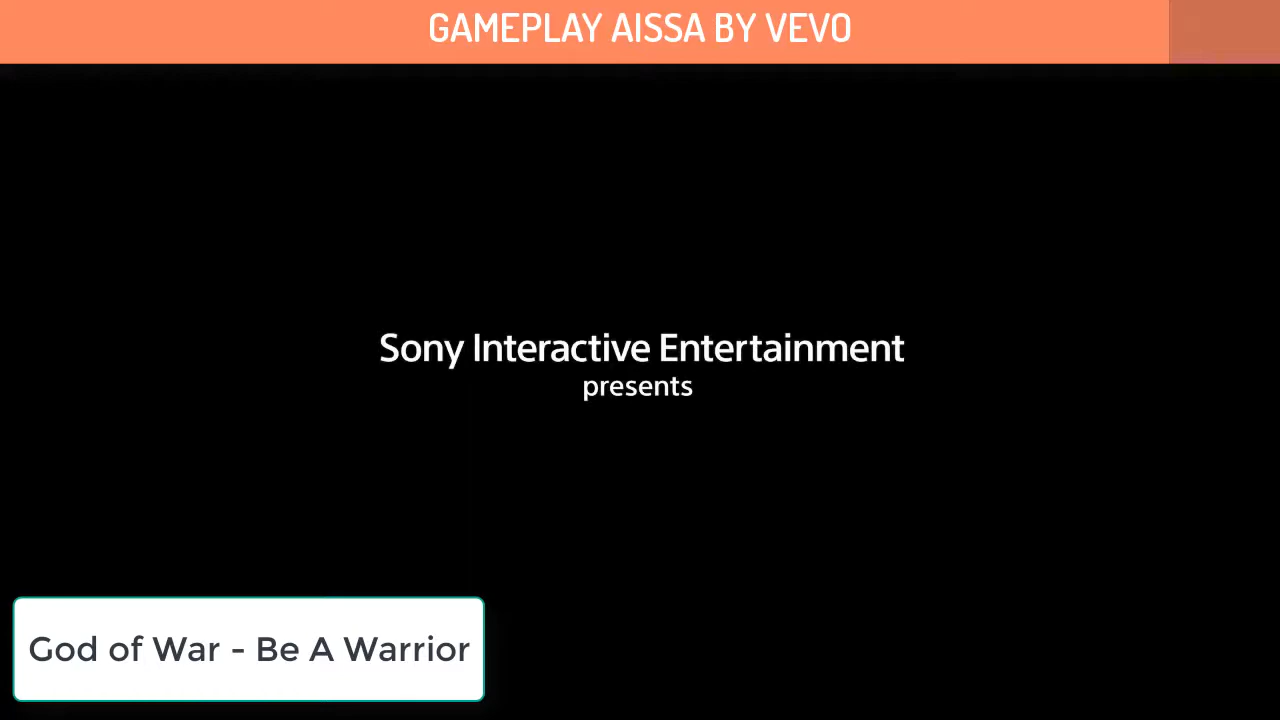 GAMEPLAY AISSA BY VEVO
Sony Interactive Entertainment
presents
God of War - Be A Warrior